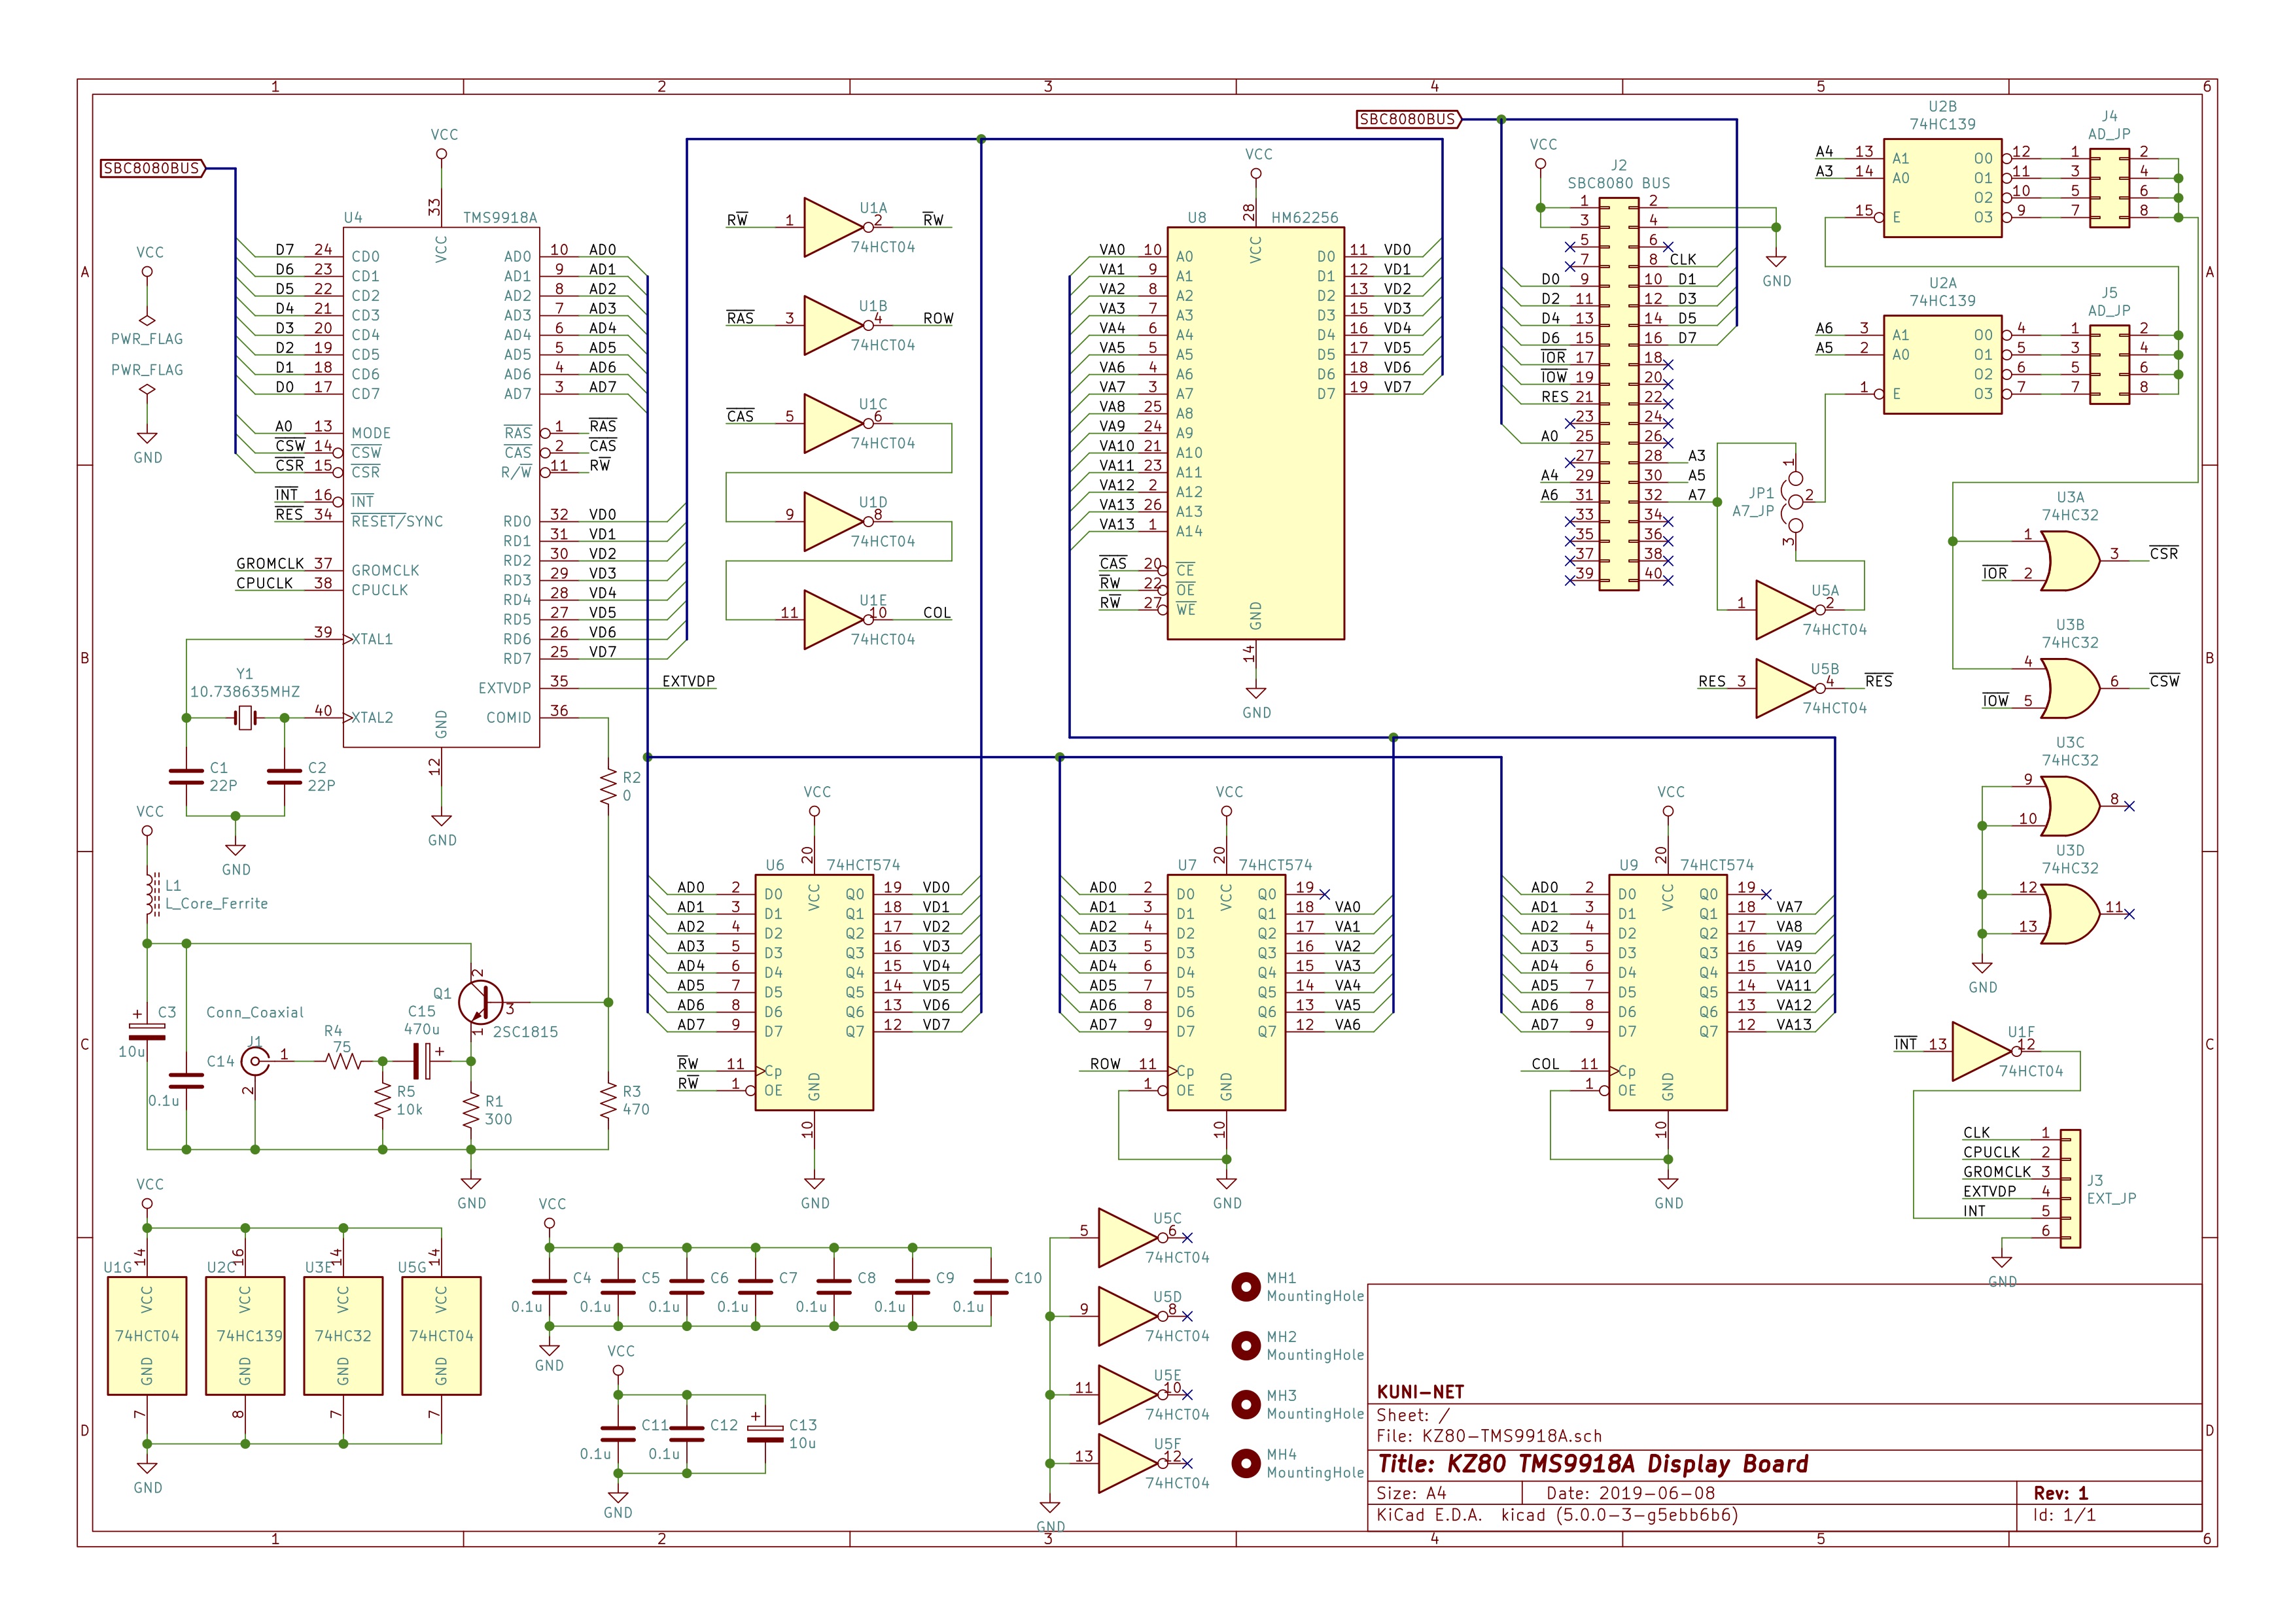 1 2 3 4 5 6
A B C D
SBC8080BUS
VCC
PWR_FLAG
PWR_FLAG
GND
U4 TMS9918A
VCC
33
VCC
D7 24 CD0
D6 23 CD1
D5 22 CD2
D4 21 CD3
D3 20 CD4
D2 19 CD5
D1 18 CD6
D0 17 CD7
A0 13 MODE
CSW 14 CSW
CSR 15 CSR
INT 16 INT
RES 34 RESET/SYNC
GROMCLK 37 GROMCLK
CPUCLK 38 CPUCLK
39 XTAL1
40 XTAL2
AD0 10 AD0
AD1 9 AD1
AD2 8 AD2
AD3 7 AD3
AD4 6 AD4
AD5 5 AD5
AD6 4 AD6
AD7 3 AD7
RAS 1 RAS
CAS 2 CAS
R/W 11 RW
RD0 32 VD0
RD1 31 VD1
RD2 30 VD2
RD3 29 VD3
RD4 28 VD4
RD5 27 VD5
RD6 26 VD6
RD7 25 VD7
EXTVDP 35 EXTVDP
COMID 36
GND
12
GND
Y1
10.738635MHZ
C1
22P
C2
22P
GND
R2
0
VCC
L1
L_Core_Ferrite
C3
10u
C14
0.1u
Conn_Coaxial
J1
1
2
R4
75
C15
470u
R5
10k
Q1
2SC1815
2
3
1
R1
300
R3
470
GND
RW 1 U1A 2 RW
74HCT04
RAS 3 U1B 4 ROW
74HCT04
CAS 5 U1C 6
74HCT04
9 U1D 8
74HCT04
11 U1E 10 COL
74HCT04
VCC
28
U8 HM62256
VCC
VA0 10 A0
VA1 9 A1
VA2 8 A2
VA3 7 A3
VA4 6 A4
VA5 5 A5
VA6 4 A6
VA7 3 A7
VA8 25 A8
VA9 24 A9
VA10 21 A10
VA11 23 A11
VA12 2 A12
VA13 26 A13
VA13 1 A14
CAS 20 CE
RW 22 OE
RW 27 WE
D0 11 VD0
D1 12 VD1
D2 13 VD2
D3 15 VD3
D4 16 VD4
D5 17 VD5
D6 18 VD6
D7 19 VD7
GND
14
GND
SBC8080BUS
VCC
J2
SBC8080 BUS
1 2
3 4
5 6
7 8 CLK
D0 9 10 D1
D2 11 12 D3
D4 13 14 D5
D6 15 16 D7
IOR 17 18
IOW 19 20
RES 21 22
23 24
A0 25 26
27 28 A3
A4 29 30 A5
A6 31 32 A7
33 34
35 36
37 38
39 40
GND
U2B
74HC139
A4 13 A1
A3 14 A0
15 E
O0 12
O1 11
O2 10
O3 9
J4
AD_JP
1 2
3 4
5 6
7 8
U2A
74HC139
A6 3 A1
A5 2 A0
1 E
O0 4
O1 5
O2 6
O3 7
J5
AD_JP
1 2
3 4
5 6
7 8
JP1
A7_JP
1
2
3
1 U5A 2
74HCT04
RES 3 U5B 4 RES
74HCT04
U3A
74HC32
1
IOR 2
3 CSR
U3B
74HC32
4
IOW 5
6 CSW
U3C
74HC32
9
10
8
U3D
74HC32
12
13
11
GND
VCC
20
U6 74HCT574
VCC
AD0 2 D0 Q0 19 VD0
AD1 3 D1 Q1 18 VD1
AD2 4 D2 Q2 17 VD2
AD3 5 D3 Q3 16 VD3
AD4 6 D4 Q4 15 VD4
AD5 7 D5 Q5 14 VD5
AD6 8 D6 Q6 13 VD6
AD7 9 D7 Q7 12 VD7
RW 11 Cp
RW 1 OE
GND
10
GND
VCC
20
U7 74HCT574
VCC
AD0 2 D0 Q0 19
AD1 3 D1 Q1 18 VA0
AD2 4 D2 Q2 17 VA1
AD3 5 D3 Q3 16 VA2
AD4 6 D4 Q4 15 VA3
AD5 7 D5 Q5 14 VA4
AD6 8 D6 Q6 13 VA5
AD7 9 D7 Q7 12 VA6
ROW 11 Cp
1 OE
GND
10
GND
VCC
20
U9 74HCT574
VCC
AD0 2 D0 Q0 19
AD1 3 D1 Q1 18 VA7
AD2 4 D2 Q2 17 VA8
AD3 5 D3 Q3 16 VA9
AD4 6 D4 Q4 15 VA10
AD5 7 D5 Q5 14 VA11
AD6 8 D6 Q6 13 VA12
AD7 9 D7 Q7 12 VA13
COL 11 Cp
1 OE
GND
10
GND
INT 13 U1F 12
74HCT04
CLK 1
CPUCLK 2
GROMCLK 3
EXTVDP 4
INT 5
6
J3
EXT_JP
GND
VCC
U1G 14 VCC 74HCT04 GND 7
U2C 16 VCC 74HC139 GND 8
U3E 14 VCC 74HC32 GND 7
U5G 14 VCC 74HCT04 GND 7
GND
VCC
C4 C5 C6 C7 C8 C9 C10
0.1u 0.1u 0.1u 0.1u 0.1u 0.1u 0.1u
GND
VCC
C11 C12 C13
0.1u 0.1u 10u
GND
5 U5C 6
74HCT04
9 U5D 8
74HCT04
11 U5E 10
74HCT04
13 U5F 12
74HCT04
GND
MH1
MountingHole
MH2
MountingHole
MH3
MountingHole
MH4
MountingHole
KUNI-NET
Sheet: /
File: KZ80-TMS9918A.sch
Title: KZ80 TMS9918A Display Board
Size: A4 Date: 2019-06-08 Rev: 1
KiCad E.D.A. kicad (5.0.0-3-g5ebb6b6) Id: 1/1
1 2 3 4 5 6
A B C D